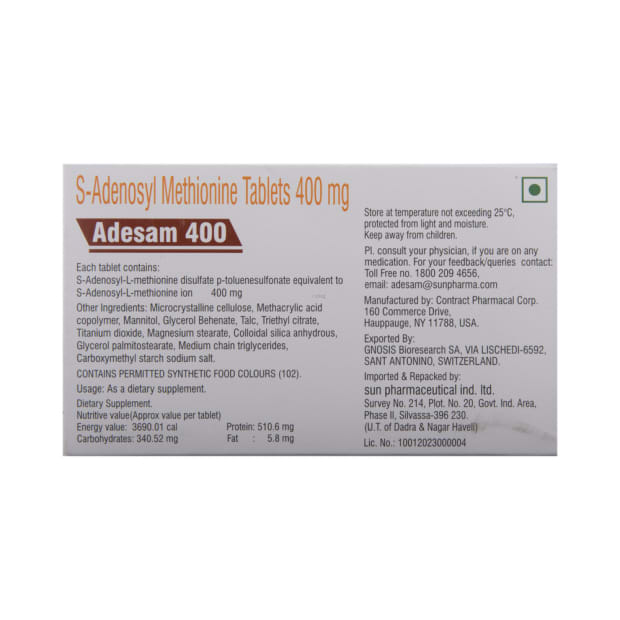 S-Adenosyl Methionine Tablets 400 mg
Adesam 400
Each tablet contains:
S-Adenosyl-L-methionine disulfate p-toluenesulfonate equivalent to
S-Adenosyl-L-methionine ion 400 mg
Other Ingredients: Microcrystalline cellulose, Methacrylic acid
copolymer, Mannitol, Glycerol Behenate, Talc, Triethyl citrate,
Titanium dioxide, Magnesium stearate, Colloidal silica anhydrous,
Glycerol palmitostearate, Medium chain triglycerides,
Carboxymethyl starch sodium salt.
CONTAINS PERMITTED SYNTHETIC FOOD COLOURS (102).
Usage: As a dietary supplement.
Dietary Supplement.
Nutritive value(Approx value per tablet)
Energy value: 3690.01 cal Protein: 510.6 mg
Carbohydrates: 340.52 mg Fat : 5.8 mg
Store at temperature not exceeding 25°C,
protected from light and moisture.
Keep away from children.
Pl. consult your physician, if you are on any
medication. For your feedback/queries contact:
Toll Free no. 1800 209 4656,
email: adesam@sunpharma.com
Manufactured by: Contract Pharmacal Corp.
160 Commerce Drive,
Hauppauge, NY 11788, USA.
Exported By:
GNOSIS Bioresearch SA, VIA LISCHEDI-6592,
SANT ANTONINO, SWITZERLAND.
Imported & Repacked by:
sun pharmaceutical ind. ltd.
Survey No. 214, Plot. No. 20, Govt. Ind. Area,
Phase II, Silvassa-396 230.
(U.T. of Dadra & Nagar Haveli)
Lic. No.: 10012023000004